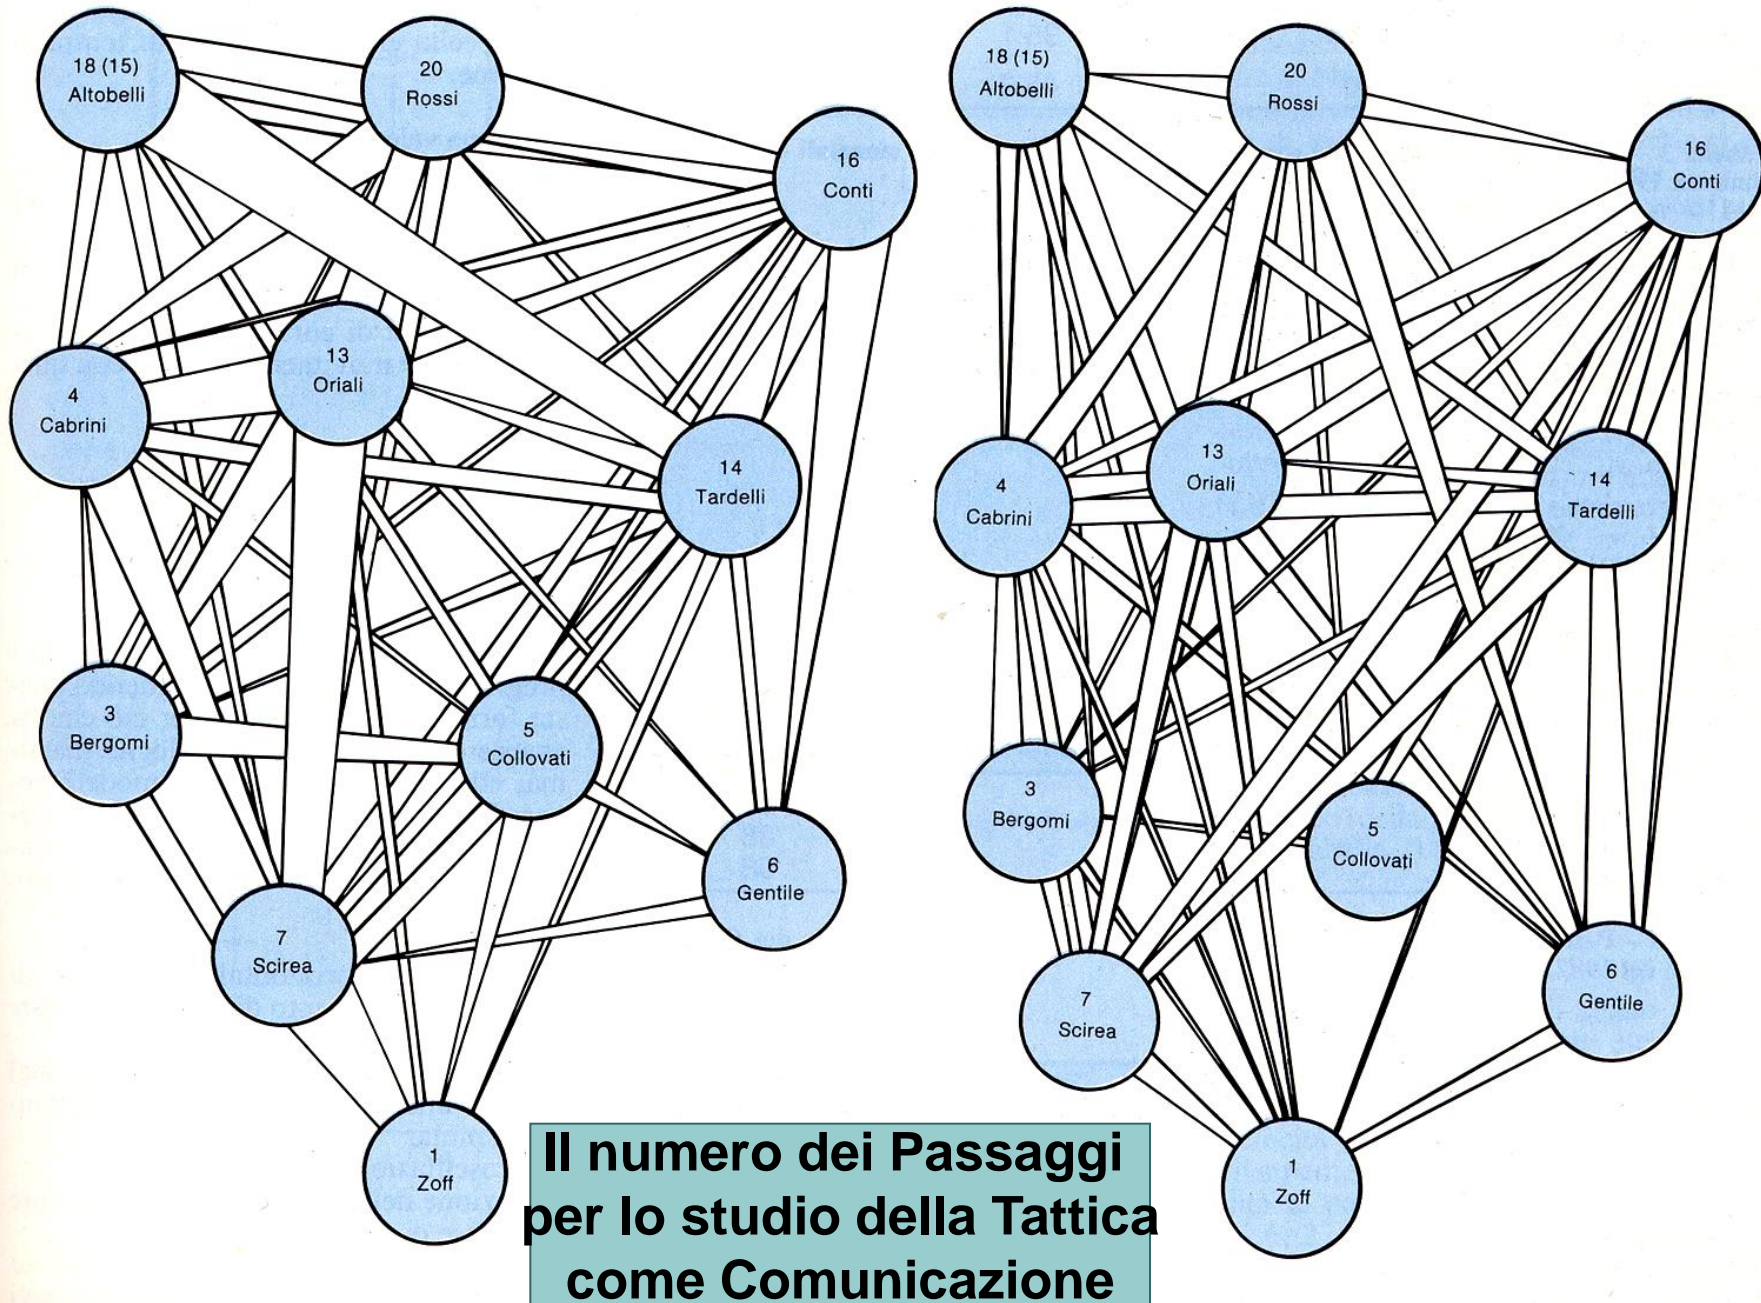 18 (15)
Altobelli
20
Rossi
16
Conti
13
Oriali
4
Cabrini
14
Tardelli
3
Bergomi
5
Collovati
6
Gentile
7
Scirea
1
Zoff
18 (15)
Altobelli
20
Rossi
16
Conti
13
Oriali
4
Cabrini
14
Tardelli
3
Bergomi
5
Collovati
6
Gentile
7
Scirea
1
Zoff
Il numero dei Passaggi
per lo studio della Tattica
come Comunicazione